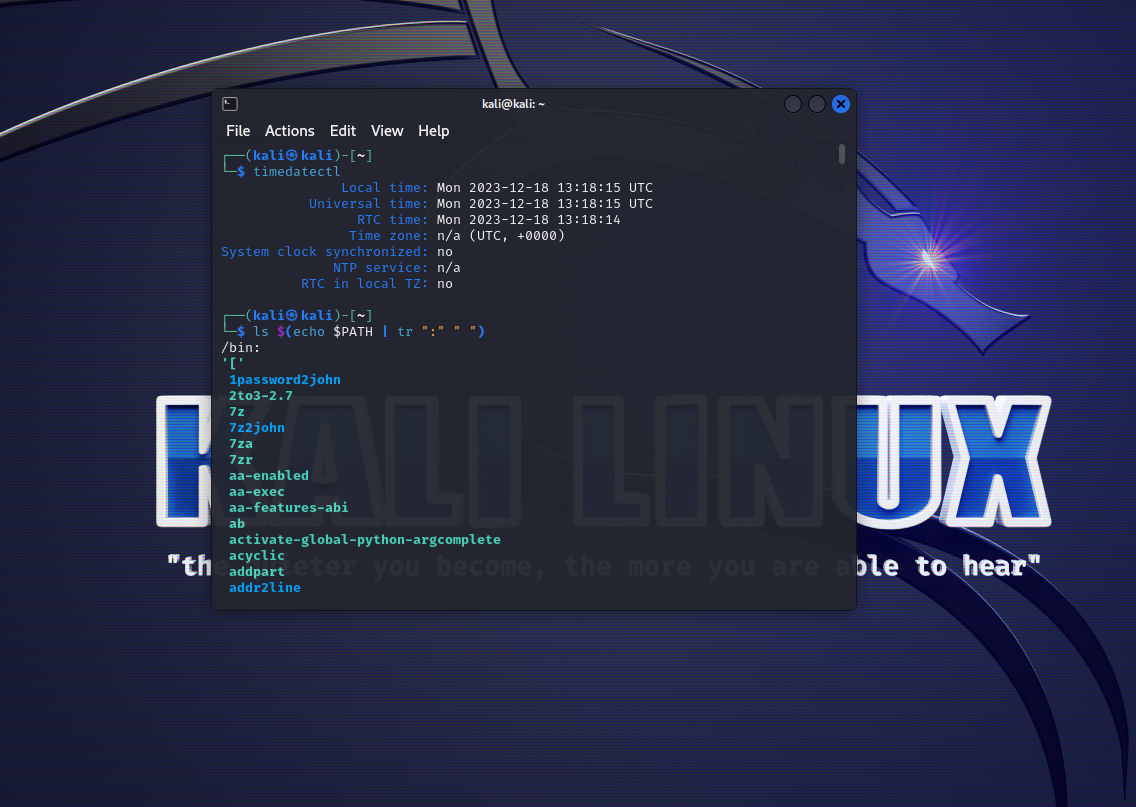 kali@kali: ~
File Actions Edit View Help
┌──(kali㉿kali)-[~]
└─$ timedatectl
Local time: Mon 2023-12-18 13:18:15 UTC
Universal time: Mon 2023-12-18 13:18:15 UTC
RTC time: Mon 2023-12-18 13:18:14
Time zone: n/a (UTC, +0000)
System clock synchronized: no
NTP service: n/a
RTC in local TZ: no
┌──(kali㉿kali)-[~]
└─$ ls $(echo $PATH | tr ":" " ")
/bin:
'['
1password2john
2to3-2.7
7z
7z2john
7za
7zr
aa-enabled
aa-exec
aa-features-abi
ab
activate-global-python-argcomplete
acyclic
addpart
addr2line
KALI LINUX
"the quieter you become, the more you are able to hear"